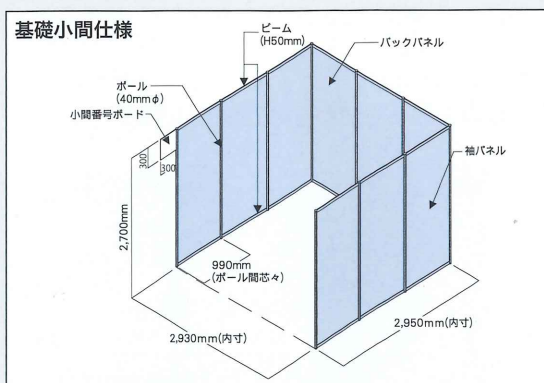 基礎小間仕様
ビーム
(H50mm)
バックパネル
ポール
(40mmφ)
小間番号ボード
袖パネル
300
300
2,700mm
990mm
(ポール間芯々)
2,930mm(内寸)
2,950mm(内寸)